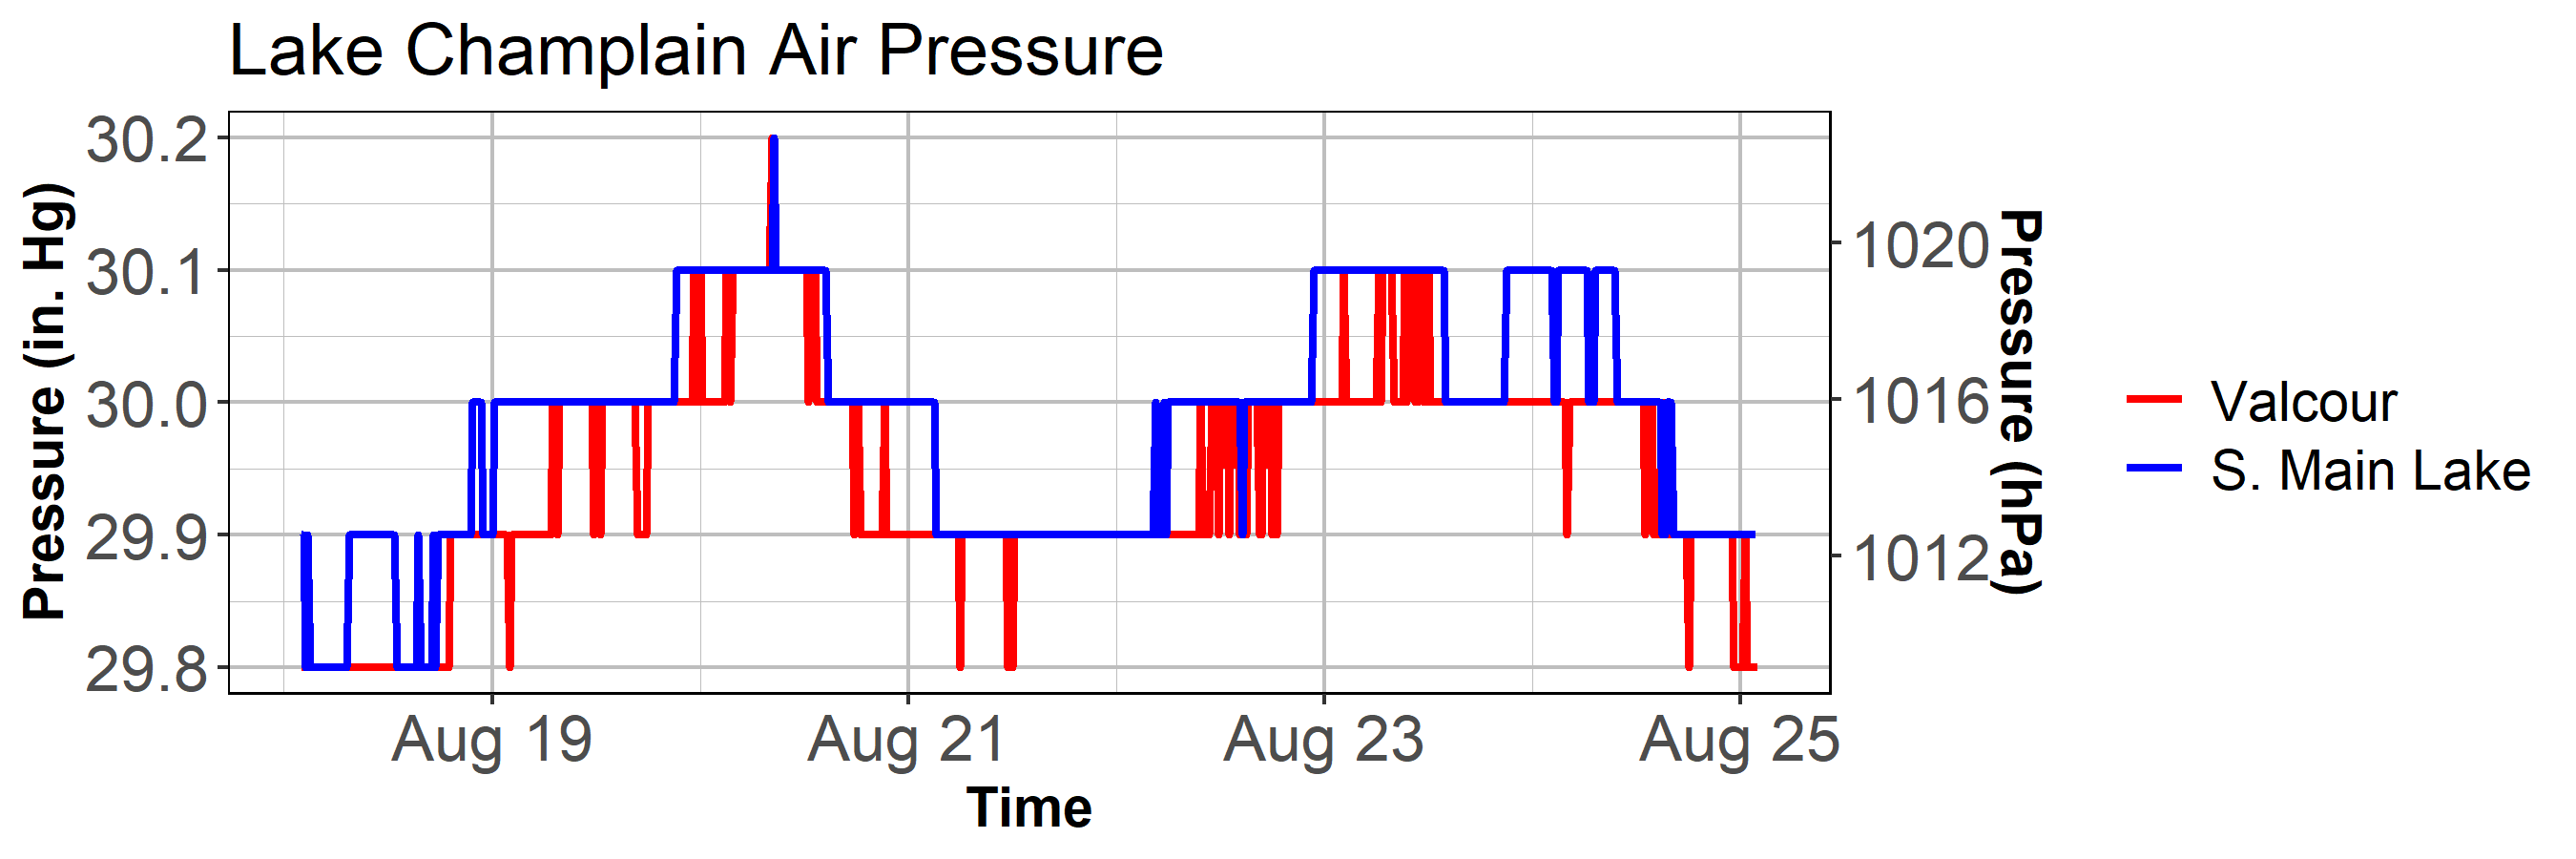 Lake Champlain Air Pressure
Pressure (in. Hg)
30.2
30.1
30.0
29.9
29.8
1020
1016
1012
Pressure (hPa)
Valcour
S. Main Lake
Aug 19
Aug 21
Aug 23
Aug 25
Time